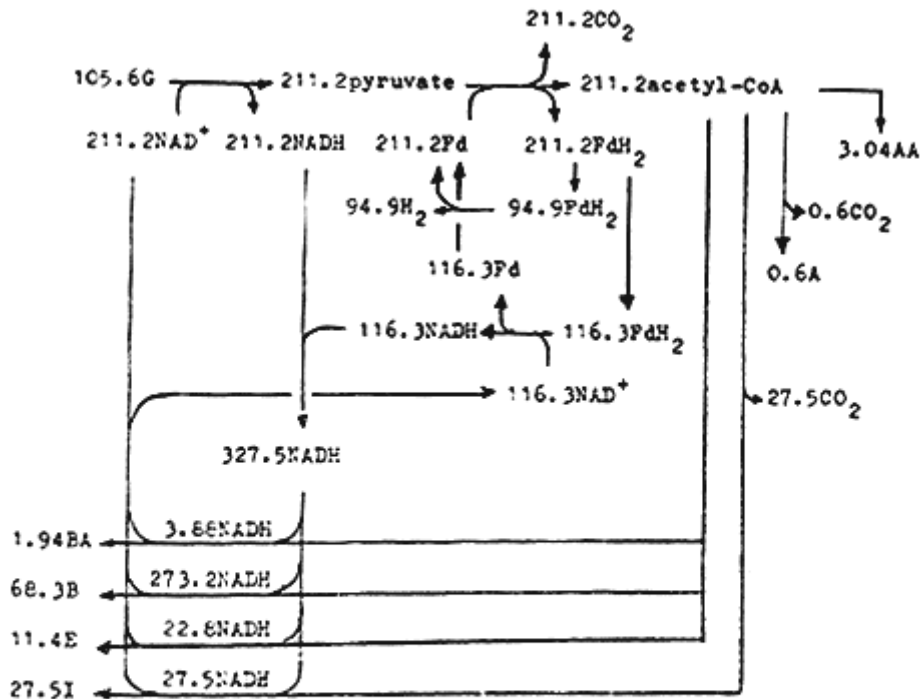 211.2CO2
105.6G 211.2pyruvate 211.2acetyl-CoA
211.2NAD+ 211.2NADH 211.2Fd 211.2FdH2 3.04AA
94.9H2 94.9FdH2 0.6CO2
116.3Fd 0.6A
116.3NADH 116.3FdH2
116.3NAD+ 27.5CO2
327.5NADH
3.88NADH
1.94BA
273.2NADH
68.3B
22.8NADH
11.4E
27.5NADH
27.5I